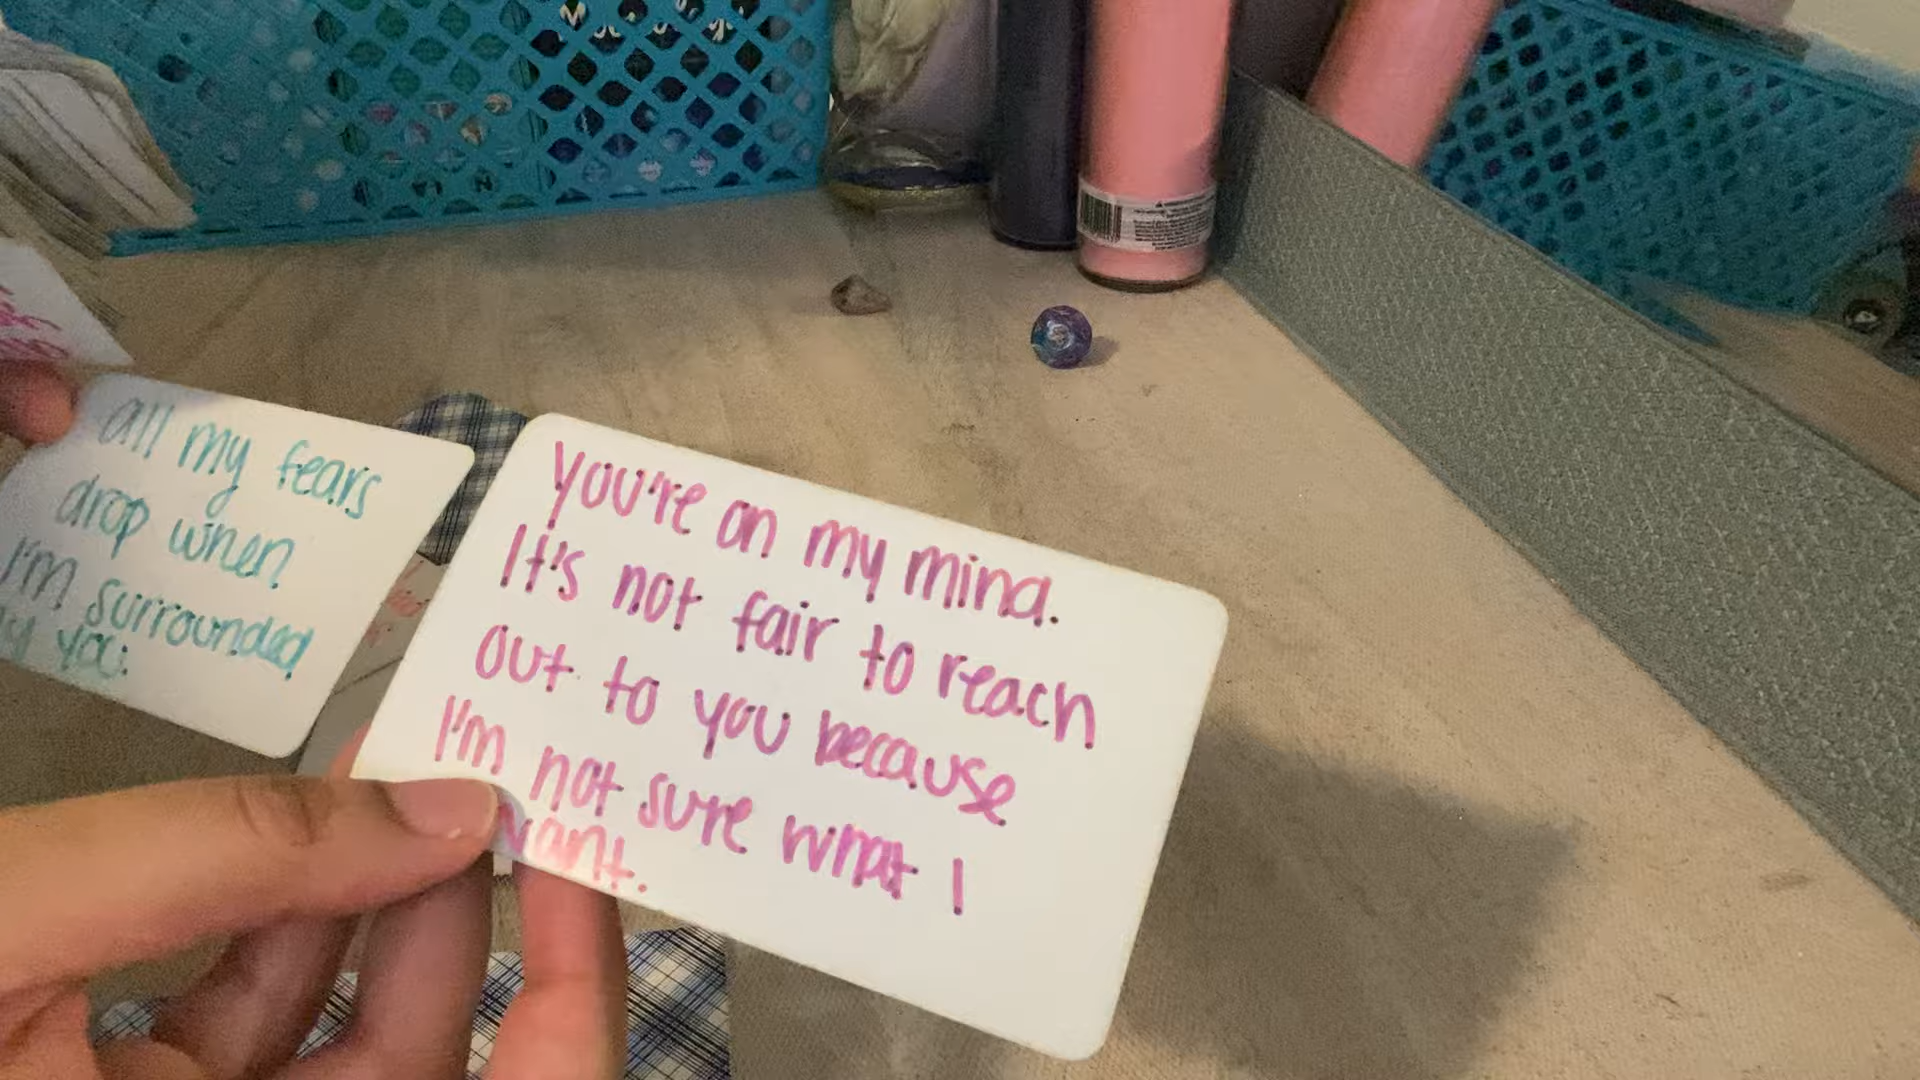 all my fears
drop when
I'm surrounded
by you.
You're on my mind.
It's not fair to reach
out to you because
I'm not sure what I
want.